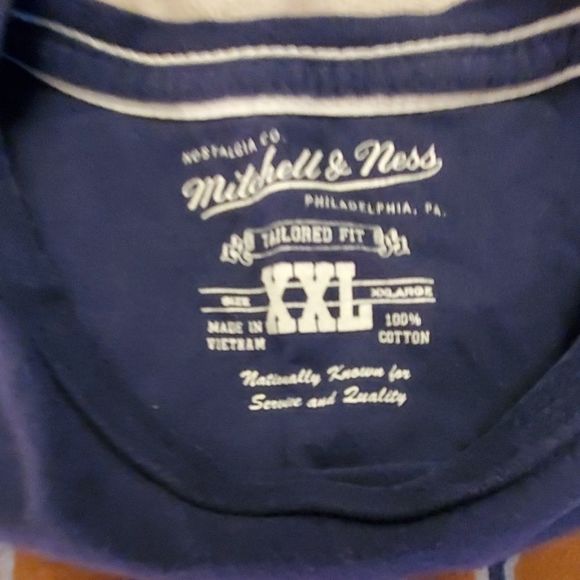 NOSTALGIA CO.
Mitchell & Ness
PHILADELPHIA, PA.
TAILORED FIT
SIZE XXL XXLARGE
MADE IN VIETNAM
100% COTTON
Nationally Known for
Service and Quality